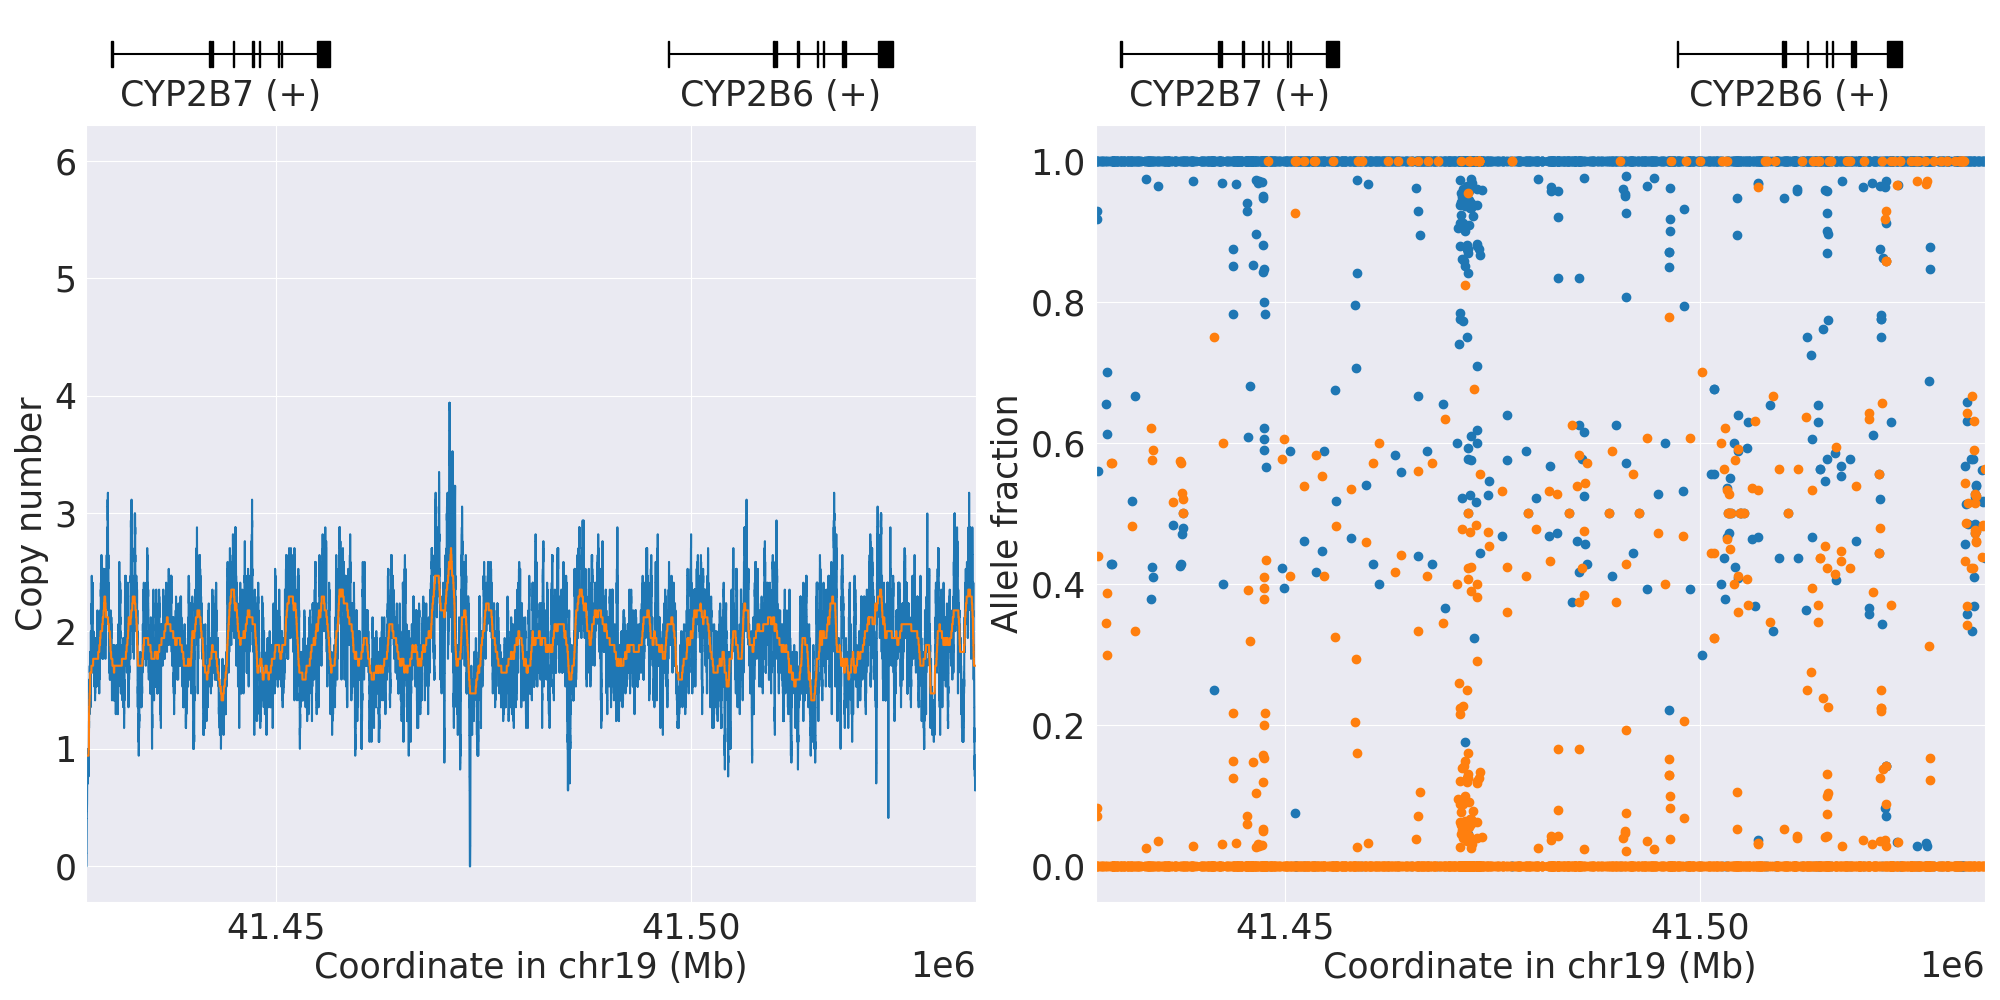 CYP2B7 (+) CYP2B6 (+)
6
5
4
3
2
1
0
Copy number
41.45 41.50
Coordinate in chr19 (Mb) 1e6
CYP2B7 (+) CYP2B6 (+)
1.0
0.8
0.6
0.4
0.2
0.0
Allele fraction
41.45 41.50
Coordinate in chr19 (Mb) 1e6